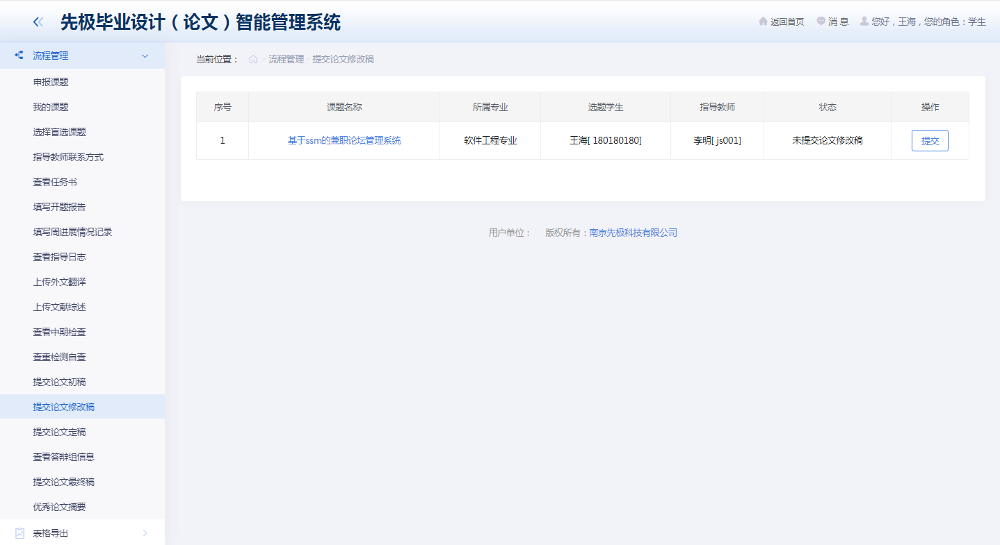 先极毕业设计（论文）智能管理系统
返回首页 消 息 您好，王海，您的角色：学生
流程管理
申报课题
我的课题
选择盲选课题
指导教师联系方式
查看任务书
填写开题报告
填写周进展情况记录
查看指导日志
上传外文翻译
上传文献综述
查看中期检查
查重检测自查
提交论文初稿
提交论文修改稿
提交论文定稿
查看答辩组信息
提交论文最终稿
优秀论文摘要
表格导出
当前位置： - 流程管理 - 提交论文修改稿
序号 课题名称 所属专业 选题学生 指导教师 状态 操作
1 基于ssm的兼职论坛管理系统 软件工程专业 王海[ 180180180] 李明[ js001] 未提交论文修改稿 提交
用户单位： 版权所有：南京先极科技有限公司